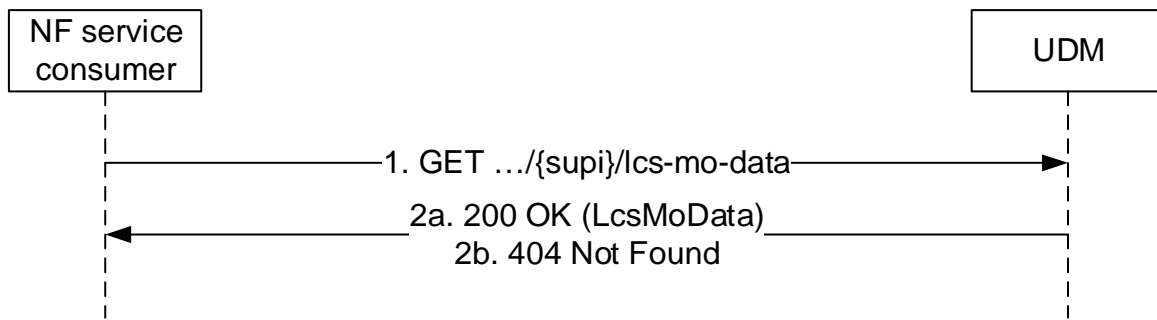 NF service
consumer
UDM
1. GET …/{supi}/lcs-mo-data
2a. 200 OK (LcsMoData)
2b. 404 Not Found